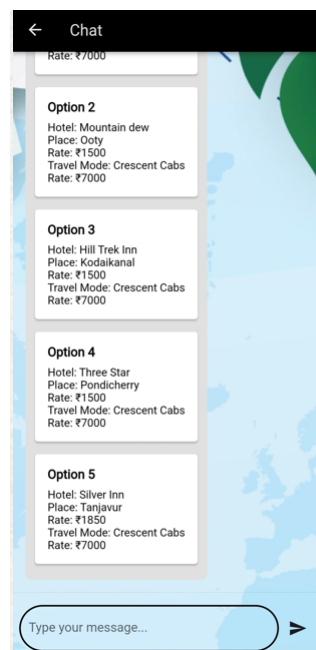 Chat
Rate: ₹7000
Option 2
Hotel: Mountain dew
Place: Ooty
Rate: ₹1500
Travel Mode: Crescent Cabs
Rate: ₹7000
Option 3
Hotel: Hill Trek Inn
Place: Kodaikanal
Rate: ₹1500
Travel Mode: Crescent Cabs
Rate: ₹7000
Option 4
Hotel: Three Star
Place: Pondicherry
Rate: ₹1500
Travel Mode: Crescent Cabs
Rate: ₹7000
Option 5
Hotel: Silver Inn
Place: Tanjavur
Rate: ₹1850
Travel Mode: Crescent Cabs
Rate: ₹7000
Type your message...